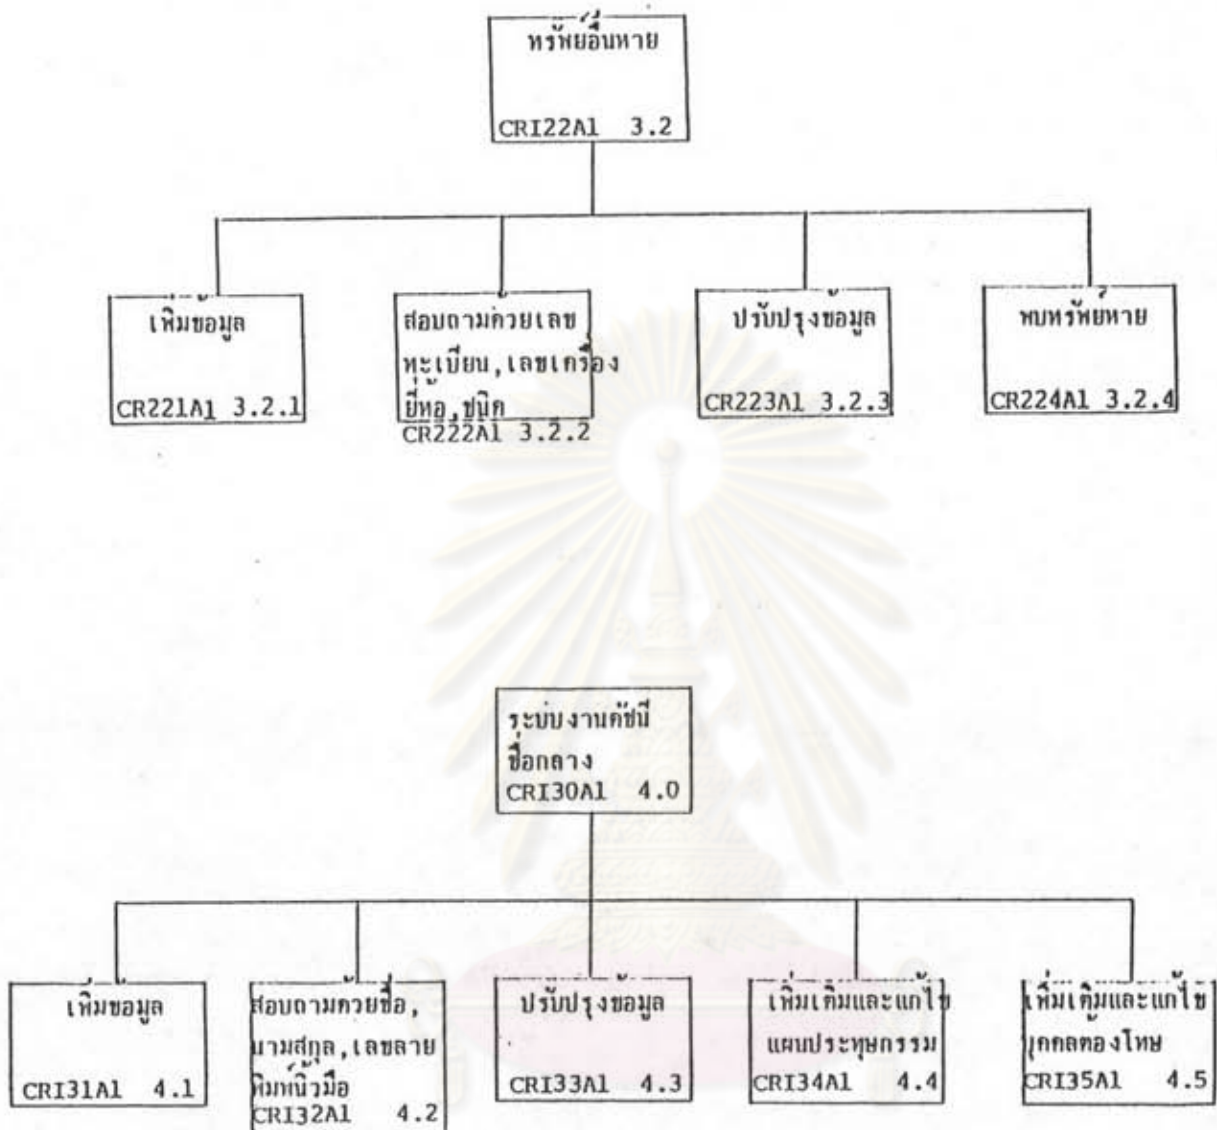 ทรัพย์อื่นหาย
CRI22A1 3.2
เพิ่มข้อมูล
CR221A1 3.2.1
สอบถามด้วยเลข
ทะเบียน,เลขเครื่อง
ยี่ห้อ,ชนิด
CR222A1 3.2.2
ปรับปรุงข้อมูล
CR223A1 3.2.3
พบทรัพย์หาย
CR224A1 3.2.4
ระบบงานดัชนี
ชื่อกลาง
CRI30A1 4.0
เพิ่มข้อมูล
CRI31A1 4.1
สอบถามด้วยชื่อ,
นามสกุล,เลขลาย
พิมพ์นิ้วมือ
CRI32A1 4.2
ปรับปรุงข้อมูล
CRI33A1 4.3
เพิ่มเติมและแก้ไข
แผนประทุษกรรม
CRI34A1 4.4
เพิ่มเติมและแก้ไข
บุคคลต้องโทษ
CRI35A1 4.5